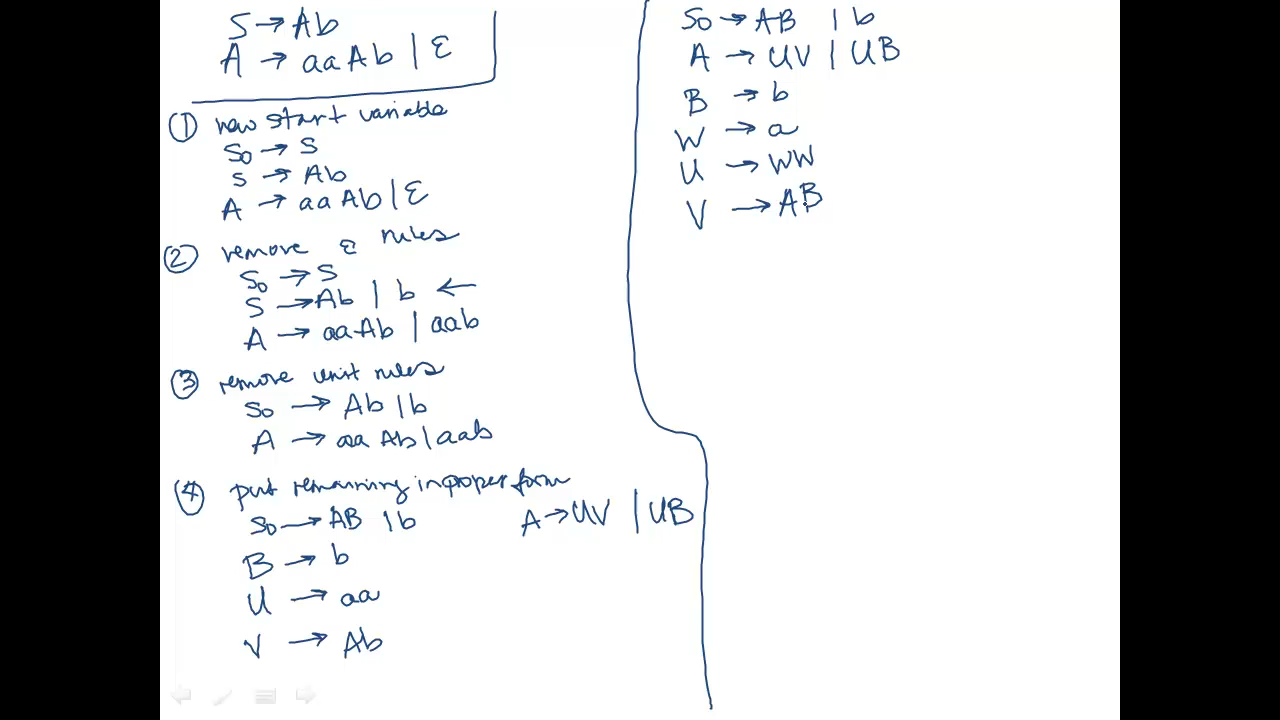 S → Ab
A → aaAb | ε
① new start variable
S₀ → S
S → Ab
A → aaAb | ε
② remove ε rules
S₀ → S
S → Ab | b ←
A → aaAb | aab
③ remove unit rules
S₀ → Ab | b
A → aaAb | aab
④ put remaining in proper form
S₀ → AB | b
A → UV | UB
B → b
U → aa
V → Ab
S₀ → AB | b
A → UV | UB
B → b
W → a
U → WW
V → AB